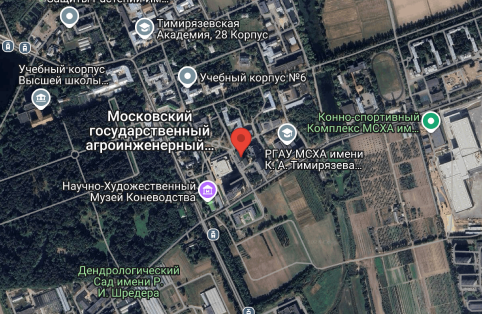 Защиты Растений Им...
Тимирязевская
Академия, 28 Корпус
Учебный корпус
Высшей школы...
Учебный корпус №6
Московский
государственный
агроинженерный...
Конно-спортивный
Комплекс МСХА им...
РГАУ МСХА имени
К. А. Тимирязева...
Научно-Художественный
Музей Коневодства
Дендрологический
Сад имени Р.
И. Шредера